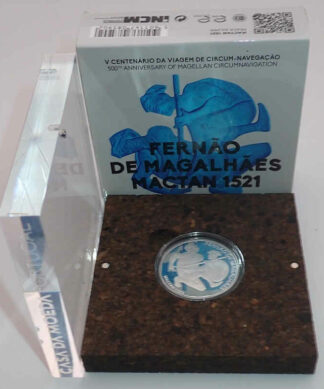 INCM
V CENTENÁRIO DA VIAGEM DE CIRCUM-NAVEGAÇÃO
500TH ANNIVERSARY OF MAGELLAN CIRCUMNAVIGATION
FERNÃO
DE MAGALHÃES
MACTAN 1521
CASA DA MOEDA